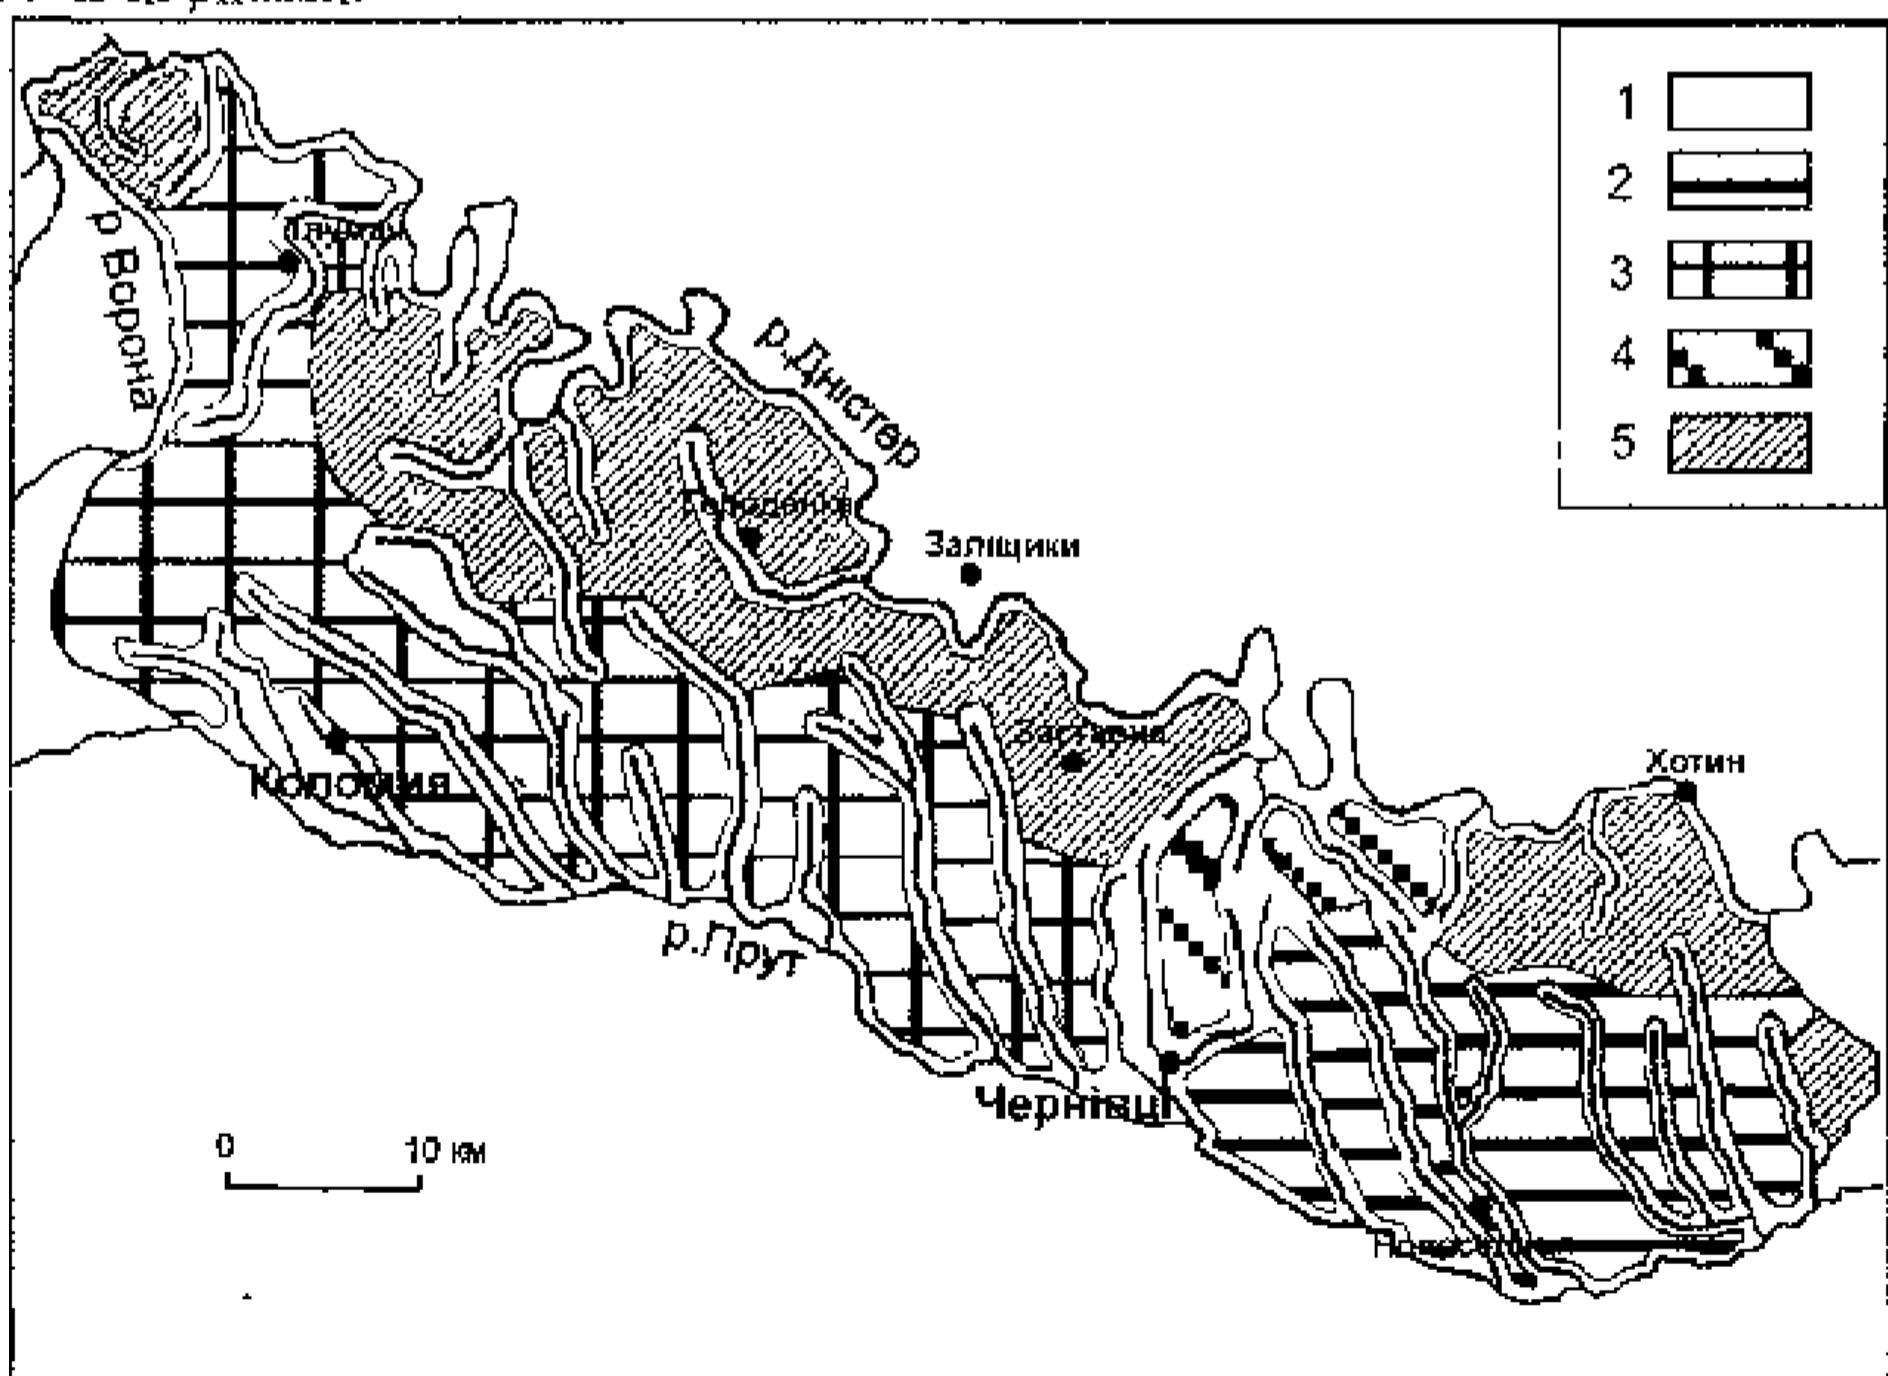 1
2
3
4
5
р Ворона
р.Дністер
Заліщики
Хотин
Коломия
р.Прут
Чернівці
0 10 км